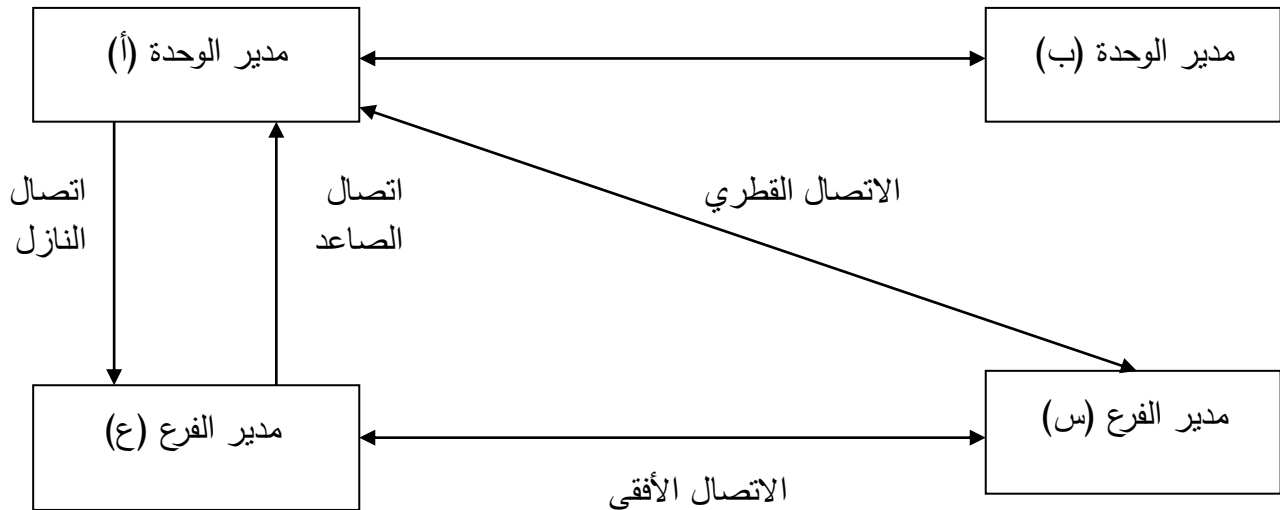 مدير الوحدة (ب)
مدير الوحدة (أ)
الاتصال القطري
اتصال
الصاعد
اتصال
النازل
مدير الفرع (س)
مدير الفرع (ع)
الاتصال الأفقي